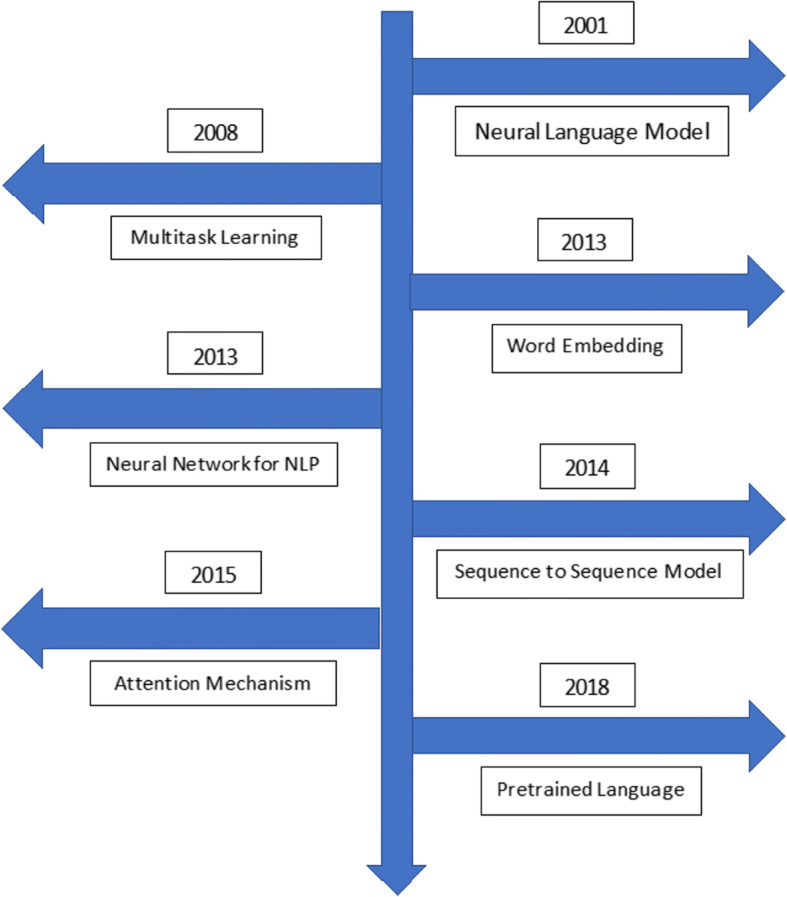 2001
Neural Language Model
2008
Multitask Learning
2013
Word Embedding
2013
Neural Network for NLP
2014
Sequence to Sequence Model
2015
Attention Mechanism
2018
Pretrained Language